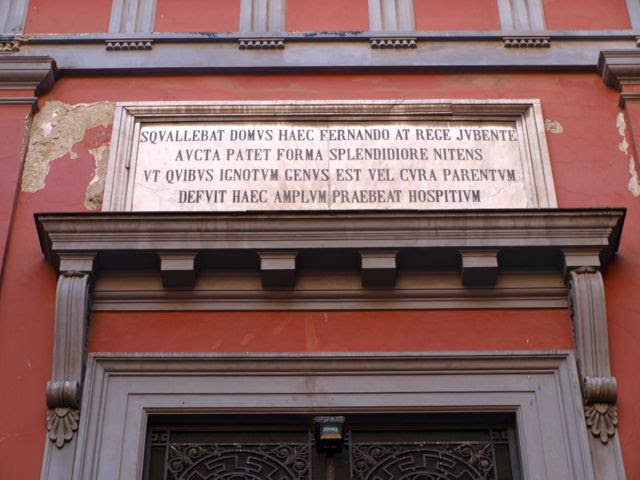 SQVALLEBAT DOMVS HAEC FERNANDO AT REGE JVBENTE
AVCTA PATET FORMA SPLENDIDIORE NITENS
VT QVIBVS IGNOTVM GENVS EST VEL CVRA PARENTVM
DEFVIT HAEC AMPLVM PRAEBEAT HOSPITIVM